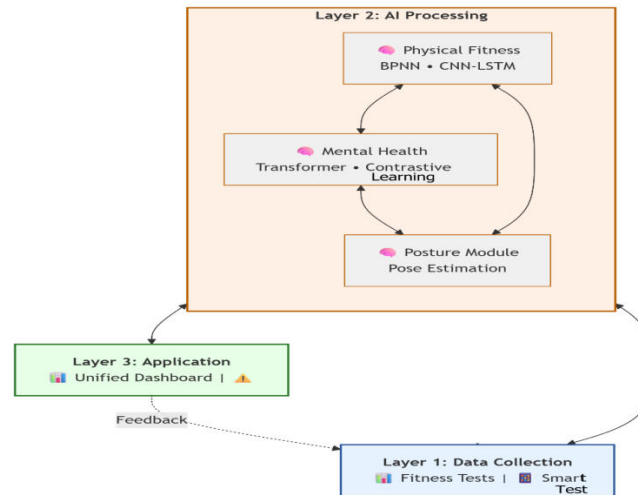 Layer 2: AI Processing
Physical Fitness
BPNN • CNN-LSTM
Mental Health
Transformer • Contrastive
Learning
Posture Module
Pose Estimation
Layer 3: Application
Unified Dashboard |
Feedback
Layer 1: Data Collection
Fitness Tests | Smart
Test